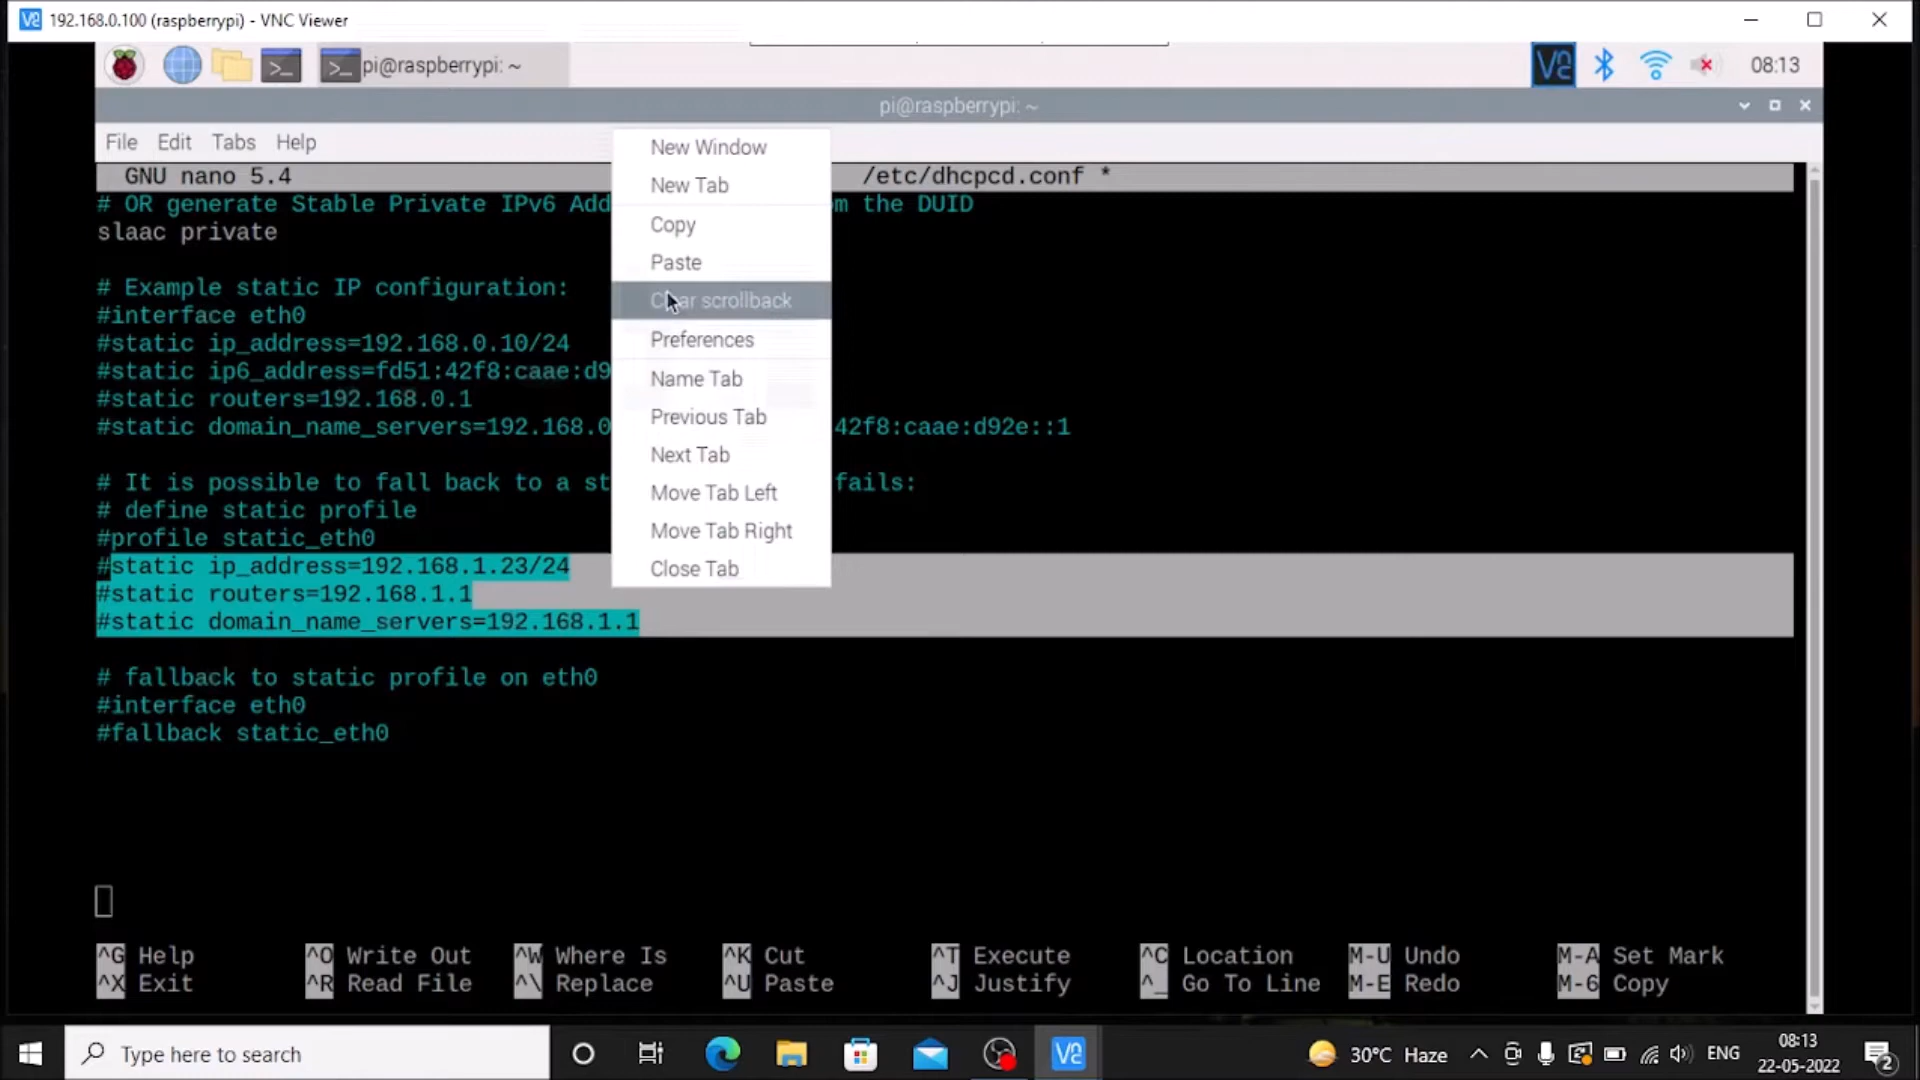 192.168.0.100 (raspberrypi) - VNC Viewer
pi@raspberrypi: ~
08:13
pi@raspberrypi: ~
File Edit Tabs Help
GNU nano 5.4 /etc/dhcpcd.conf *
# OR generate Stable Private IPv6 Add m the DUID
slaac private
# Example static IP configuration:
#interface eth0
#static ip_address=192.168.0.10/24
#static ip6_address=fd51:42f8:caae:d9
#static routers=192.168.0.1
#static domain_name_servers=192.168.0 42f8:caae:d92e::1
# It is possible to fall back to a st fails:
# define static profile
#profile static_eth0
#static ip_address=192.168.1.23/24
#static routers=192.168.1.1
#static domain_name_servers=192.168.1.1
# fallback to static profile on eth0
#interface eth0
#fallback static_eth0
New Window
New Tab
Copy
Paste
Clear scrollback
Preferences
Name Tab
Previous Tab
Next Tab
Move Tab Left
Move Tab Right
Close Tab
^G Help ^O Write Out ^W Where Is ^K Cut ^T Execute ^C Location M-U Undo M-A Set Mark
^X Exit ^R Read File ^\ Replace ^U Paste ^J Justify ^_ Go To Line M-E Redo M-6 Copy
Type here to search
30°C Haze
ENG
08:13
22-05-2022
2